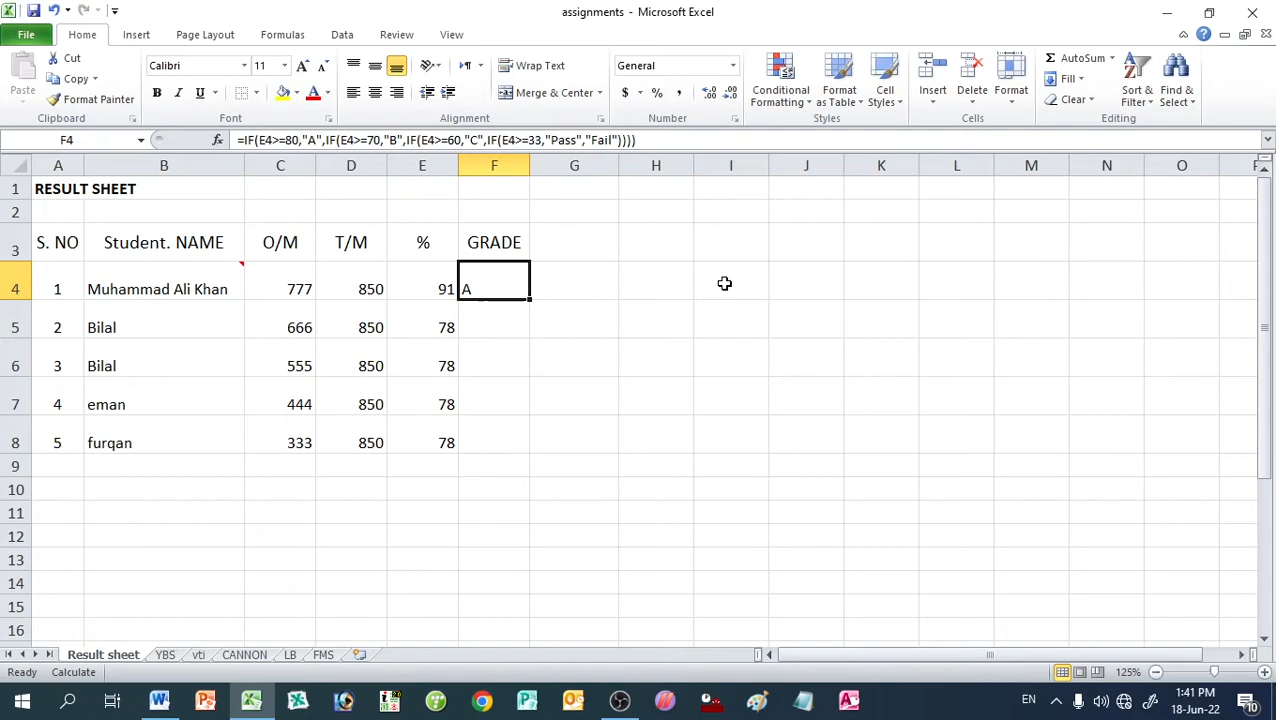 assignments - Microsoft Excel
File Home Insert Page Layout Formulas Data Review View
Paste
Cut
Copy
Format Painter
Clipboard
Calibri 11
B I U
Font
Wrap Text
Merge & Center
Alignment
General
$ % ,
Number
Conditional Formatting
Format as Table
Cell Styles
Styles
Insert Delete Format
Cells
Σ AutoSum
Fill
Clear
Sort & Filter
Find & Select
Editing
F4 fx =IF(E4>=80,"A",IF(E4>=70,"B",IF(E4>=60,"C",IF(E4>=33,"Pass","Fail"))))
A B C D E F G H I J K L M N O P
1 RESULT SHEET
2
3 S. NO Student. NAME O/M T/M % GRADE
4 1 Muhammad Ali Khan 777 850 91 A
5 2 Bilal 666 850 78
6 3 Bilal 555 850 78
7 4 eman 444 850 78
8 5 furqan 333 850 78
9
10
11
12
13
14
15
16
Result sheet YBS vti CANNON LB FMS
Ready Calculate 125%
EN 1:41 PM
18-Jun-22 10